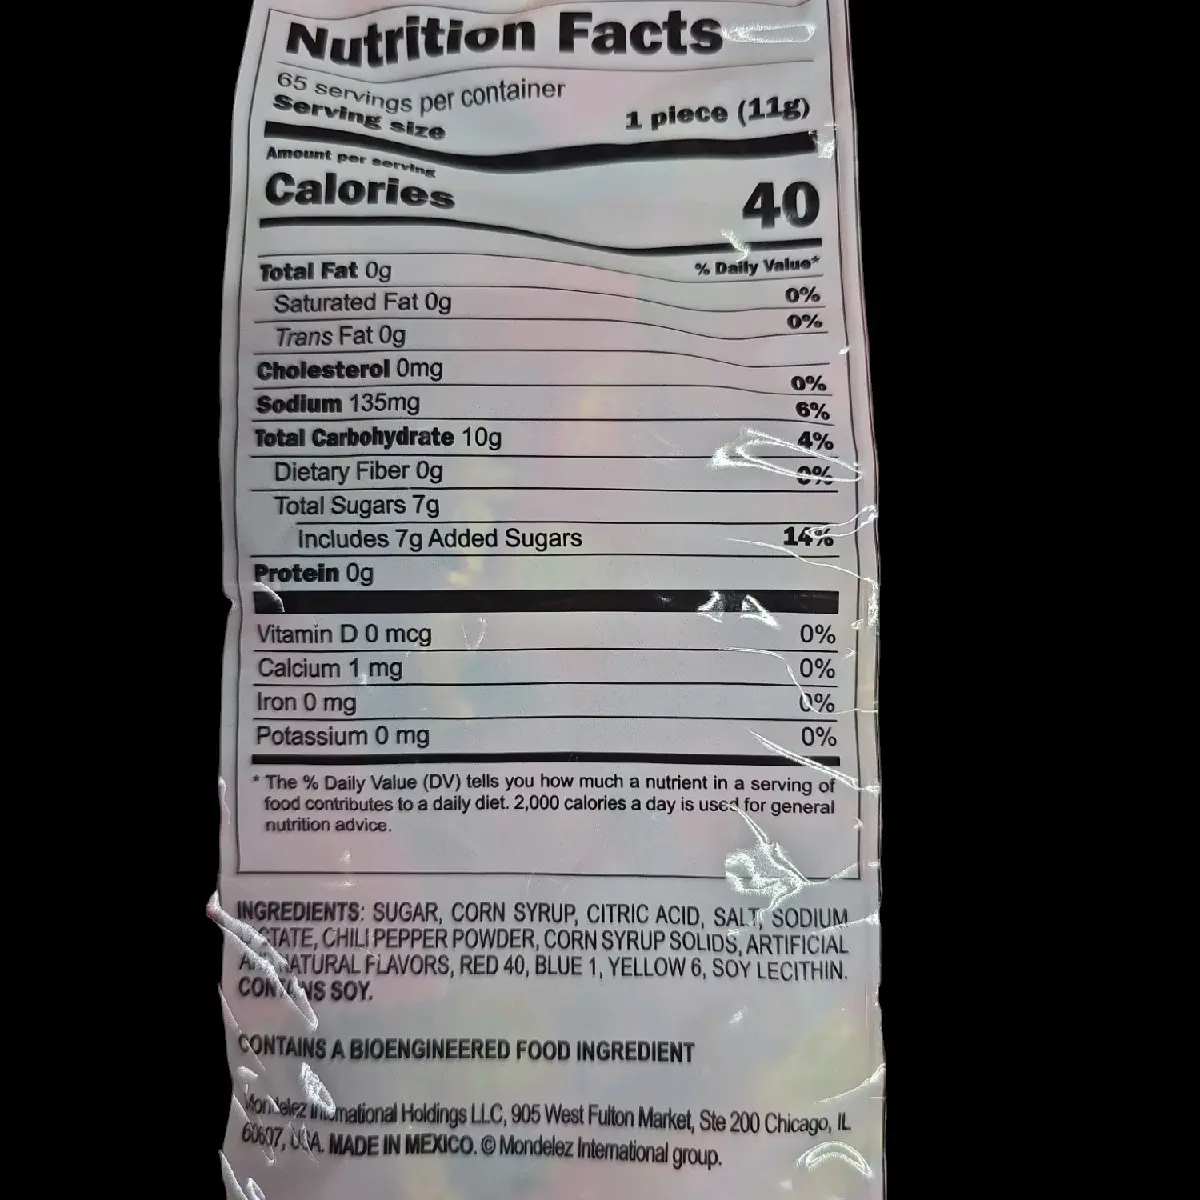 Nutrition Facts
65 servings per container
Serving size 1 piece (11g)
Amount per serving
Calories 40
% Daily Value*
Total Fat 0g 0%
Saturated Fat 0g 0%
Trans Fat 0g
Cholesterol 0mg 0%
Sodium 135mg 6%
Total Carbohydrate 10g 4%
Dietary Fiber 0g 0%
Total Sugars 7g
Includes 7g Added Sugars 14%
Protein 0g
Vitamin D 0 mcg 0%
Calcium 1 mg 0%
Iron 0 mg 0%
Potassium 0 mg 0%
* The % Daily Value (DV) tells you how much a nutrient in a serving of
food contributes to a daily diet. 2,000 calories a day is used for general
nutrition advice.
INGREDIENTS: SUGAR, CORN SYRUP, CITRIC ACID, SALT, SODIUM
CHILI PEPPER POWDER, CORN SYRUP SOLIDS, ARTIFICIAL
NATURAL FLAVORS, RED 40, BLUE 1, YELLOW 6, SOY LECITHIN.
CONTAINS SOY.
CONTAINS A BIOENGINEERED FOOD INGREDIENT
Mondelez International Holdings LLC, 905 West Fulton Market, Ste 200 Chicago, IL
60607, USA. MADE IN MEXICO. © Mondelez International group.